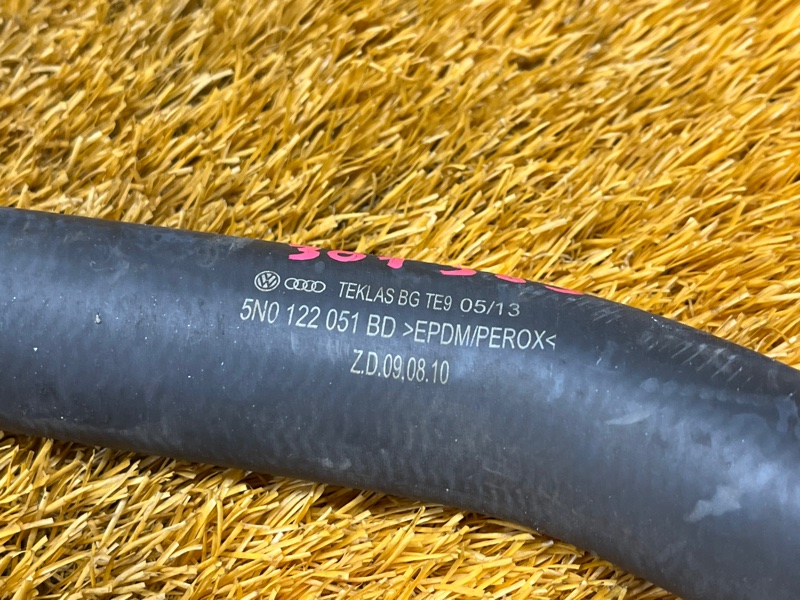 TEKLAS BG TE9 05/13
5N0 122 051 BD >EPDM/PEROX<
Z.D.09.08.10